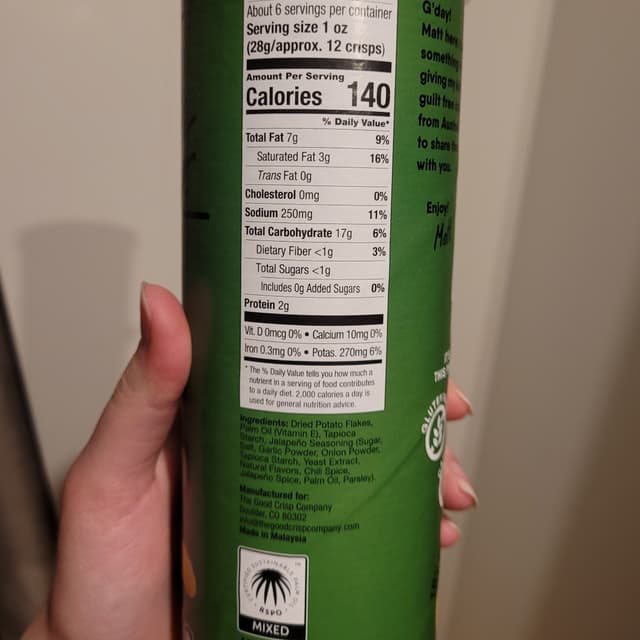 About 6 servings per container
Serving size 1 oz
(28g/approx. 12 crisps)
Amount Per Serving
Calories 140
% Daily Value*
Total Fat 7g 9%
Saturated Fat 3g 16%
Trans Fat 0g
Cholesterol 0mg 0%
Sodium 250mg 11%
Total Carbohydrate 17g 6%
Dietary Fiber <1g 3%
Total Sugars <1g
Includes 0g Added Sugars 0%
Protein 2g
Vit. D 0mcg 0% • Calcium 10mg 0%
Iron 0.3mg 0% • Potas. 270mg 6%
* The % Daily Value tells you how much a
nutrient in a serving of food contributes
to a daily diet. 2,000 calories a day is
used for general nutrition advice.
Ingredients: Dried Potato Flakes,
Palm Oil (Vitamin E), Tapioca
Starch, Jalapeño Seasoning (Sugar,
Salt, Garlic Powder, Onion Powder,
Tapioca Starch, Yeast Extract,
Natural Flavors, Chili Spice,
Jalapeño Spice, Palm Oil, Parsley).
Manufactured for:
The Good Crisp Company
Boulder, CO 80302
info@thegoodcrispcompany.com
Made in Malaysia
CERTIFIED SUSTAINABLE PALM OIL
RSPO
MIXED
G'day!
Matt here
something
giving my
guilt free
from
to share
with you.
Enjoy!